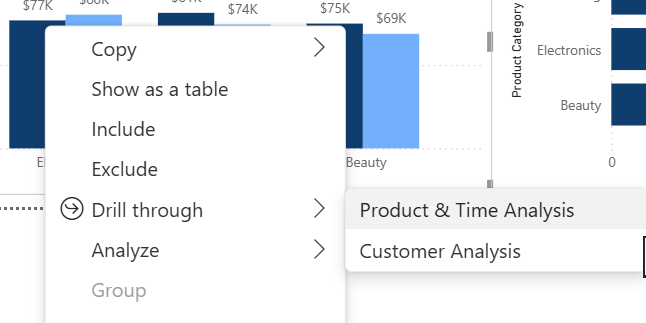 $77K
$75K
$74K
$69K
Product Category
Electronics
Beauty
0
Beauty
Copy
Show as a table
Include
Exclude
Drill through
Analyze
Group
Product & Time Analysis
Customer Analysis